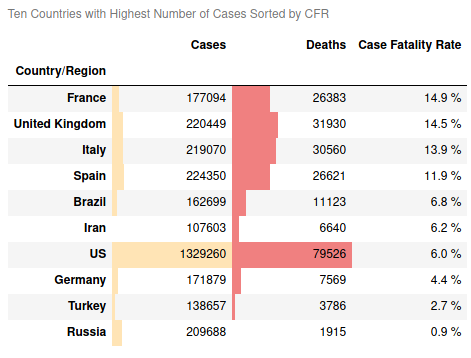 Ten Countries with Highest Number of Cases Sorted by CFR
Cases Deaths Case Fatality Rate
Country/Region
France 177094 26383 14.9 %
United Kingdom 220449 31930 14.5 %
Italy 219070 30560 13.9 %
Spain 224350 26621 11.9 %
Brazil 162699 11123 6.8 %
Iran 107603 6640 6.2 %
US 1329260 79526 6.0 %
Germany 171879 7569 4.4 %
Turkey 138657 3786 2.7 %
Russia 209688 1915 0.9 %